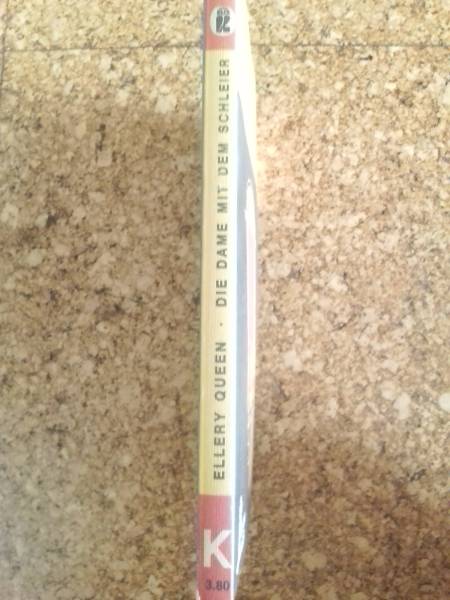 ELLERY QUEEN · DIE DAME MIT DEM SCHLEIER
K
3.80